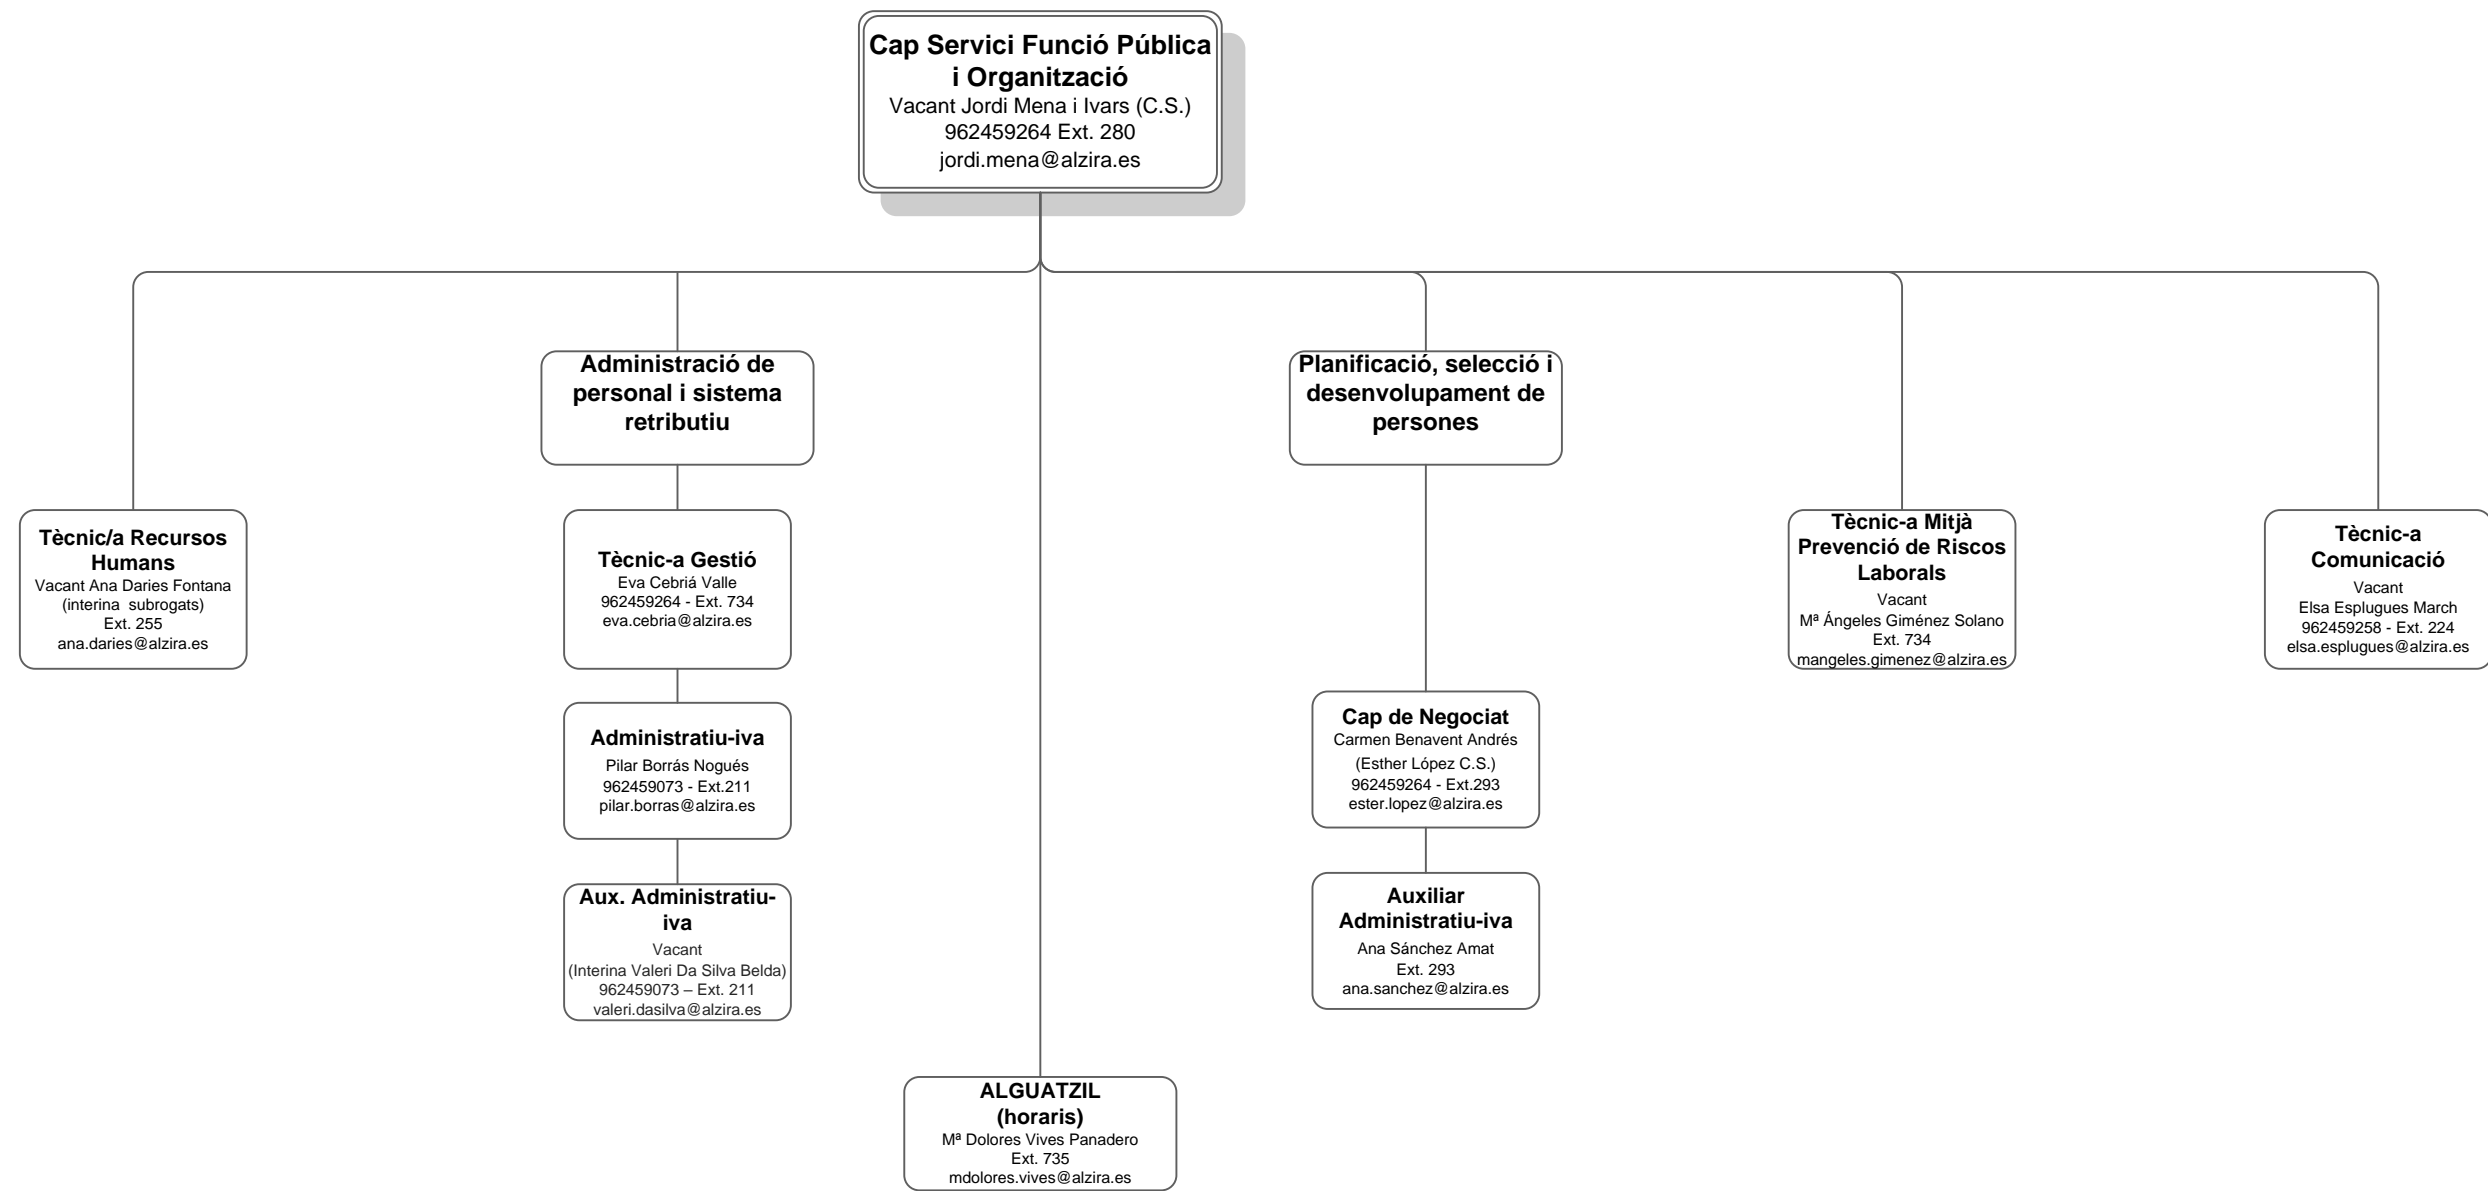 Cap Servici Funció Pública
i Organització
Vacant Jordi Mena i Ivars (C.S.)
962459264 Ext. 280
jordi.mena@alzira.es
Administració de
personal i sistema
retributiu
Planificació, selecció i
desenvolupament de
persones
Tècnic/a Recursos
Humans
Vacant Ana Daries Fontana
(interina  subrogats)
Ext. 255
ana.daries@alzira.es
Tècnic-a Gestió
Eva Cebriá Valle
962459264 - Ext. 734
eva.cebria@alzira.es
Tècnic-a Mitjà
Prevenció de Riscos
Laborals
Vacant
Mª Ángeles Giménez Solano
Ext. 734
mangeles.gimenez@alzira.es
Tècnic-a
Comunicació
Vacant
Elsa Esplugues March
962459258 - Ext. 224
elsa.esplugues@alzira.es
Administratiu-iva
Pilar Borrás Nogués
962459073 - Ext.211
pilar.borras@alzira.es
Cap de Negociat
Carmen Benavent Andrés
(Esther López C.S.)
962459264 - Ext.293
ester.lopez@alzira.es
Aux. Administratiu-
iva
Vacant
(Interina Valeri Da Silva Belda)
962459073 – Ext. 211
valeri.dasilva@alzira.es
Auxiliar
Administratiu-iva
Ana Sánchez Amat
Ext. 293
ana.sanchez@alzira.es
ALGUATZIL
(horaris)
Mª Dolores Vives Panadero
Ext. 735
mdolores.vives@alzira.es